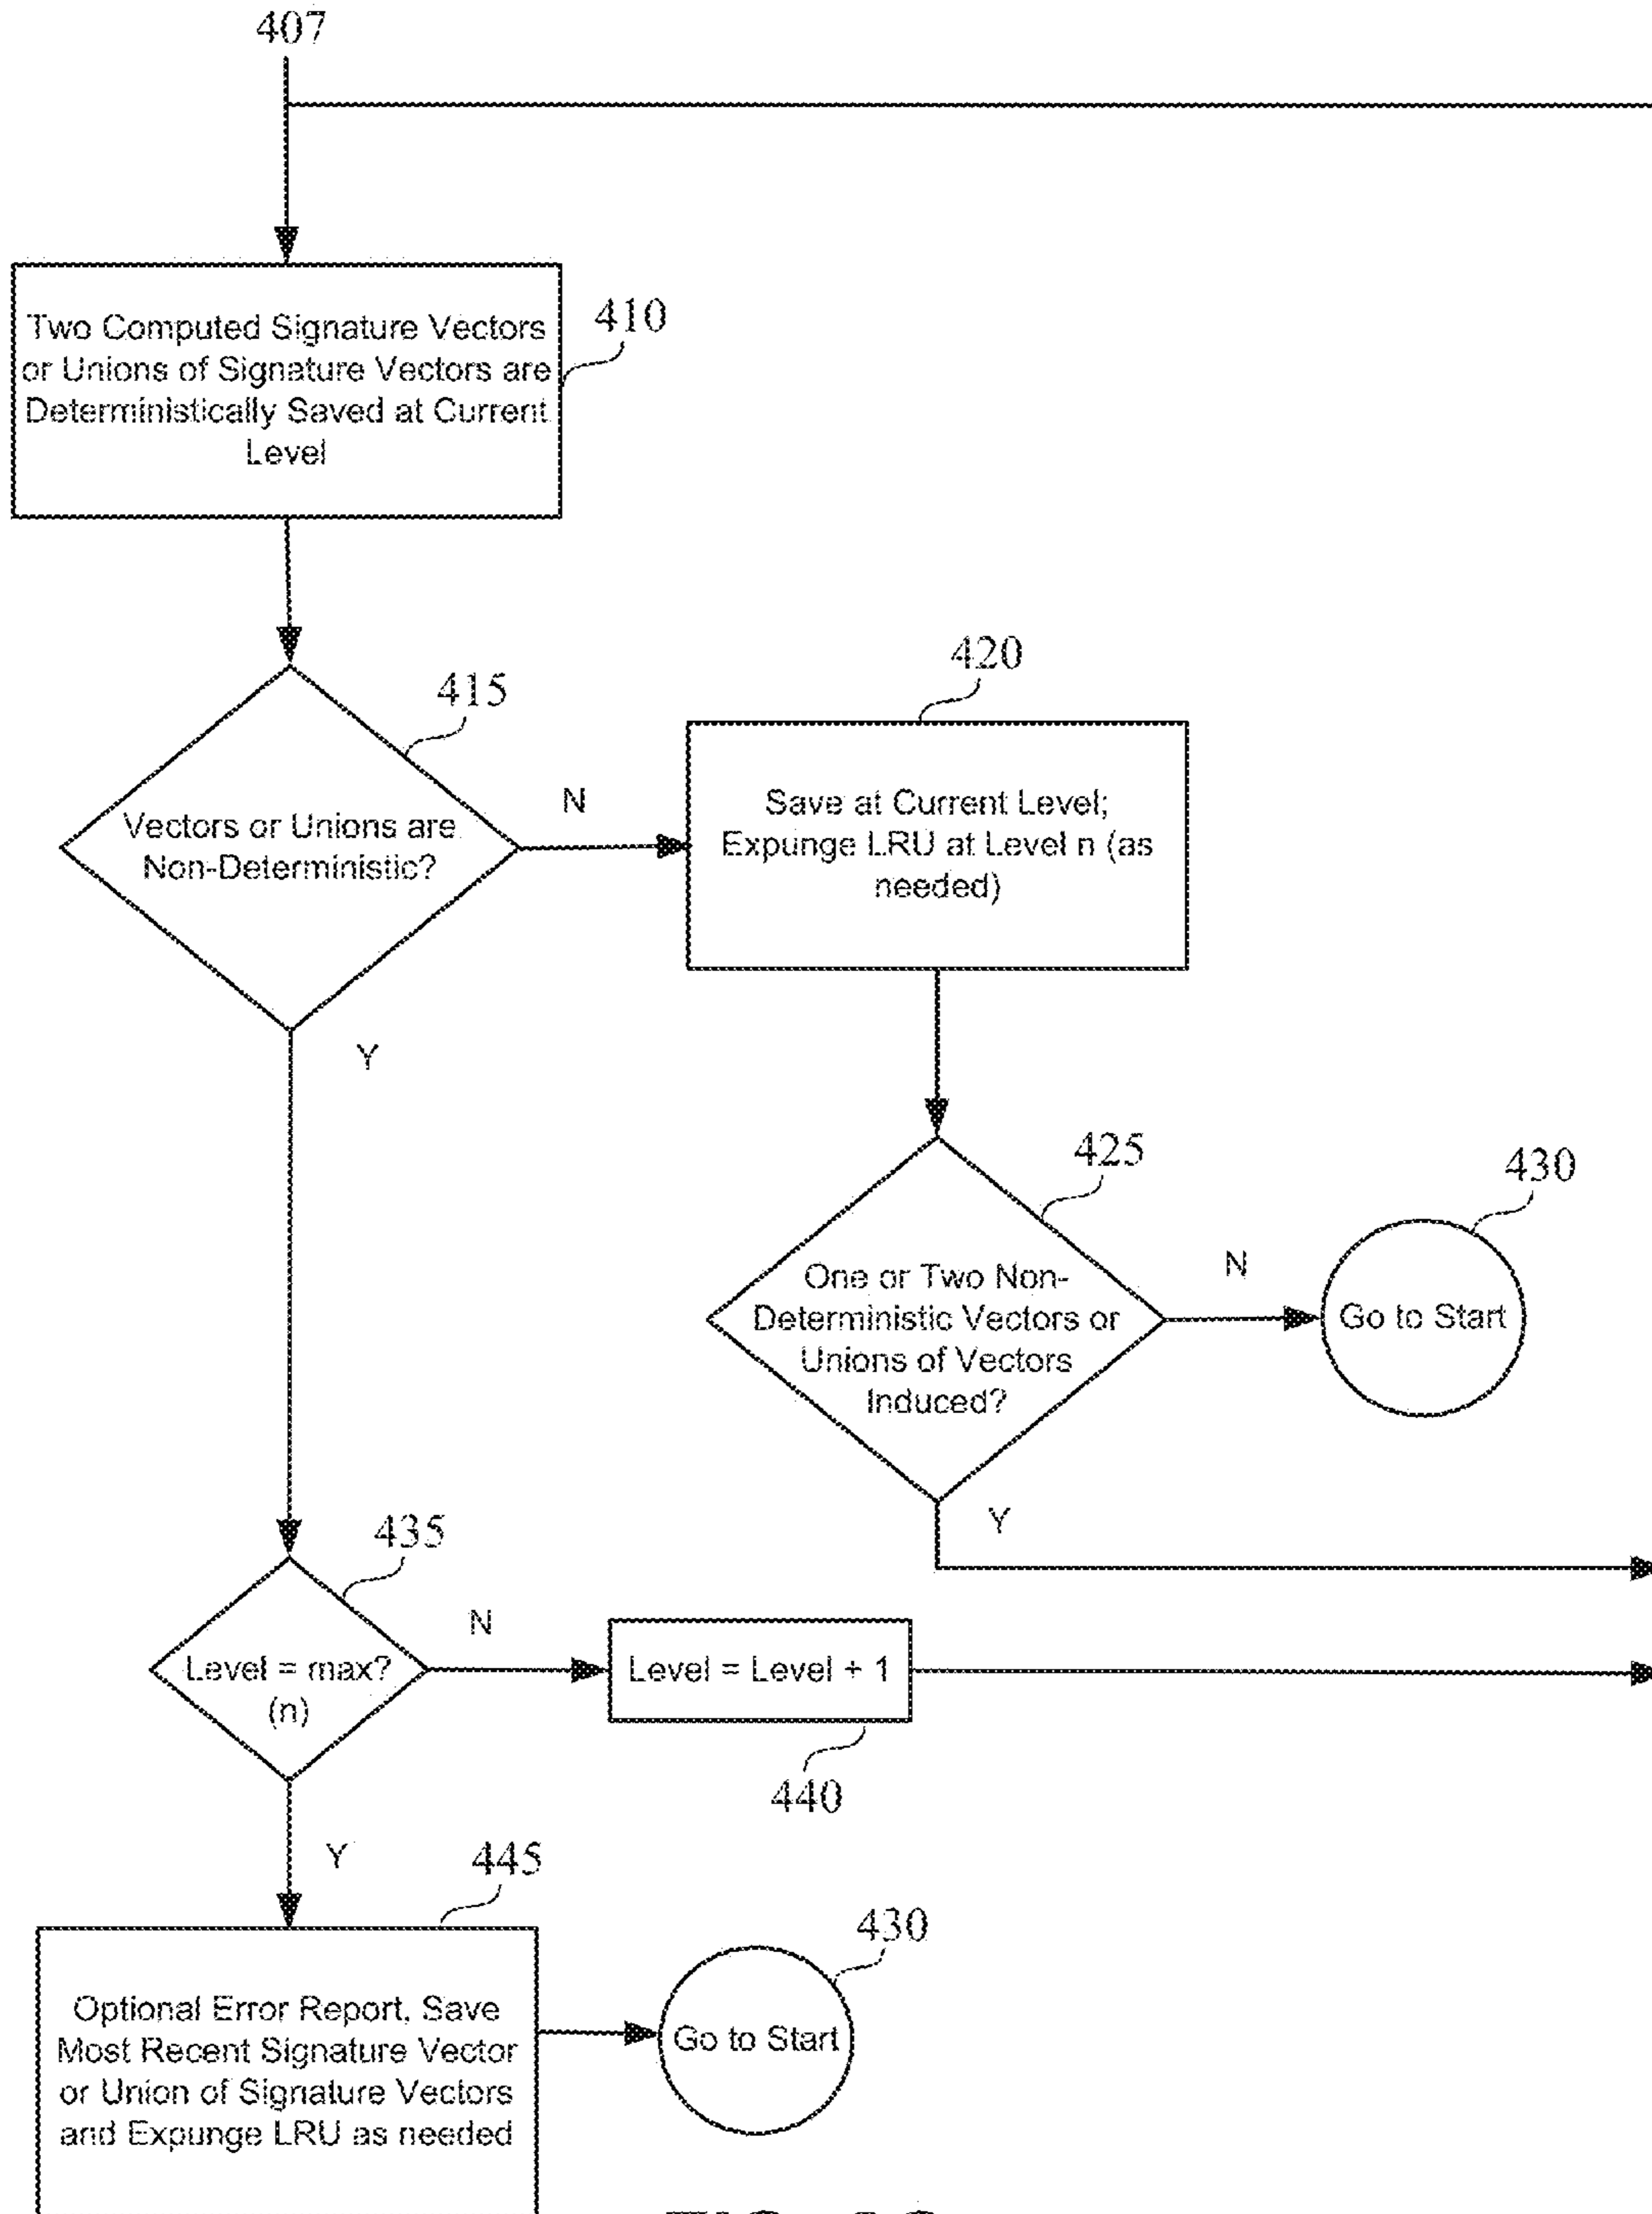 407
Two Computed Signature Vectors
or Unions of Signature Vectors are
Deterministically Saved at Current
Level
410
415
Vectors or Unions are
Non-Deterministic?
N
Y
420
Save at Current Level;
Expunge LRU at Level n (as
needed)
425
One or Two Non-
Deterministic Vectors or
Unions of Vectors
Induced?
N
430
Go to Start
Y
435
Level = max?
(n)
N
Level = Level + 1
440
Y
445
Optional Error Report, Save
Most Recent Signature Vector
or Union of Signature Vectors
and Expunge LRU as needed
430
Go to Start